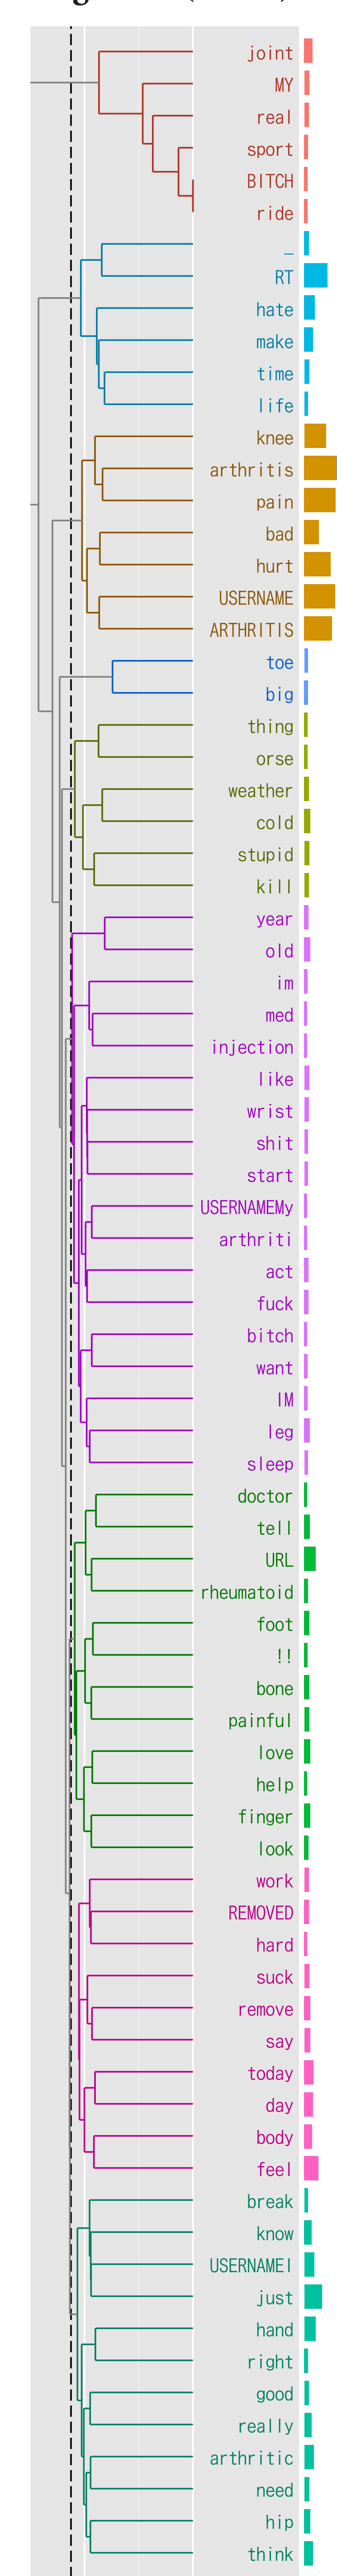 joint
MY
real
sport
BITCH
ride
_
RT
hate
make
time
life
knee
arthritis
pain
bad
hurt
USERNAME
ARTHRITIS
toe
big
thing
orse
weather
cold
stupid
kill
year
old
im
med
injection
like
wrist
shit
start
USERNAMEMy
arthriti
act
fuck
bitch
want
IM
leg
sleep
doctor
tell
URL
rheumatoid
foot
!!
bone
painful
love
help
finger
look
work
REMOVED
hard
suck
remove
say
today
day
body
feel
break
know
USERNAMEI
just
hand
right
good
really
arthritic
need
hip
think